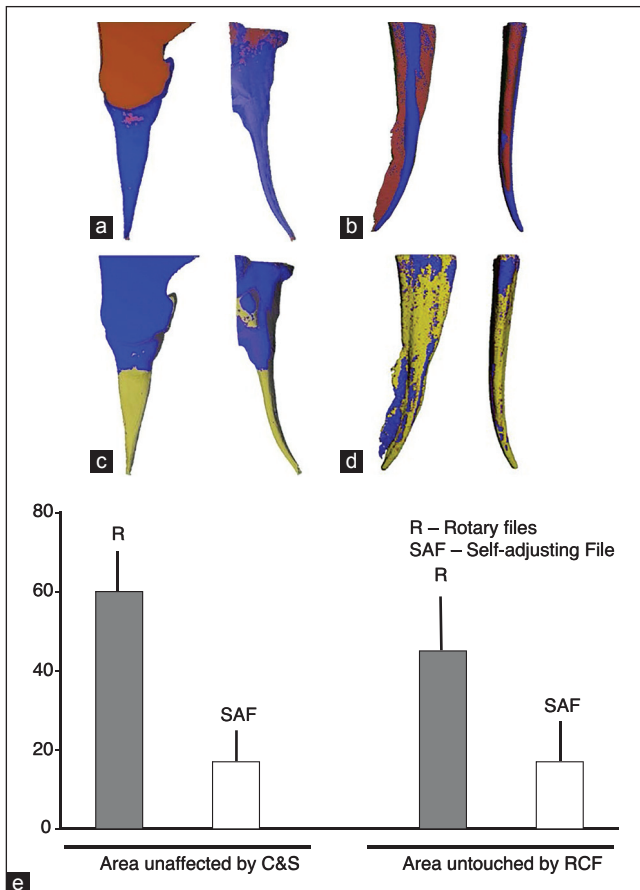 a
b
c
d
80
R
R – Rotary files
SAF – Self-adjusting File
R
60
40
SAF
SAF
20
0
Area unaffected by C&S
Area untouched by RCF
e